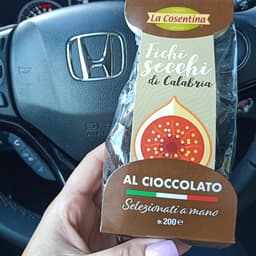 La Cosentina
Fichi
secchi
di Calabria
AL CIOCCOLATO
Selezionati a mano
g. 200 e